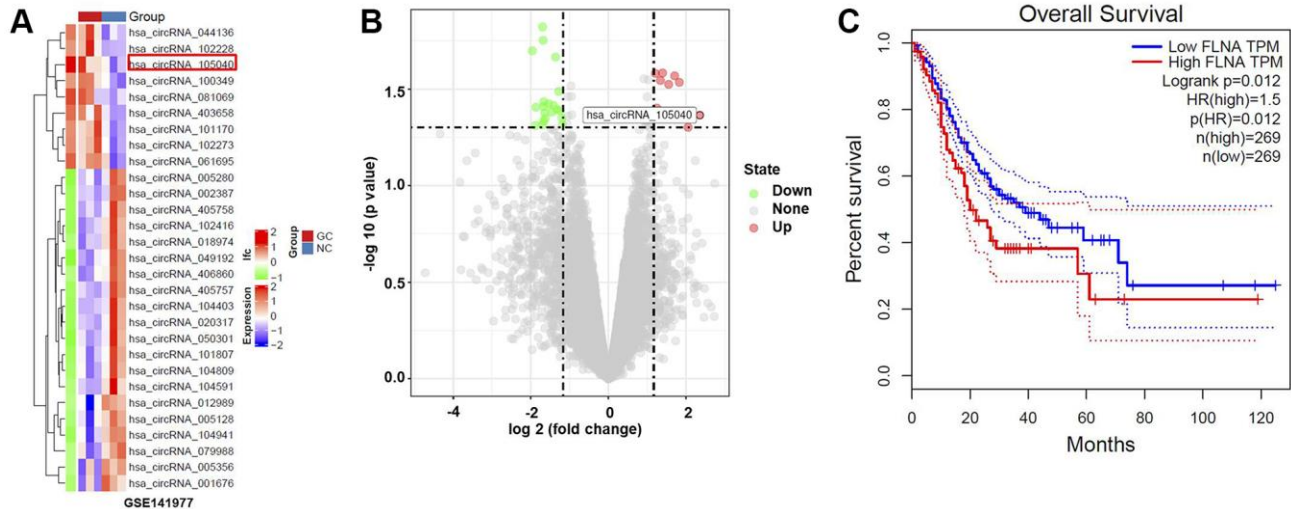 A
Group
hsa_circRNA_044136
hsa_circRNA_102228
hsa_circRNA_105040
hsa_circRNA_100349
hsa_circRNA_081069
hsa_circRNA_403658
hsa_circRNA_101170
hsa_circRNA_102273
hsa_circRNA_061695
hsa_circRNA_005280
hsa_circRNA_002387
hsa_circRNA_405758
hsa_circRNA_102416
hsa_circRNA_018974
hsa_circRNA_049192
hsa_circRNA_406860
hsa_circRNA_405757
hsa_circRNA_104403
hsa_circRNA_020317
hsa_circRNA_050301
hsa_circRNA_101807
hsa_circRNA_104809
hsa_circRNA_104591
hsa_circRNA_012989
hsa_circRNA_005128
hsa_circRNA_104941
hsa_circRNA_079988
hsa_circRNA_005356
hsa_circRNA_001676
GSE141977
lfc
2
1
0
-1
Group
GC
NC
Expression
2
1
0
-1
-2
B
-log 10 (p value)
1.5
1.0
0.5
0.0
hsa_circRNA_105040
-4
-2
0
2
log 2 (fold change)
State
Down
None
Up
C
Overall Survival
Low FLNA TPM
High FLNA TPM
Logrank p=0.012
HR(high)=1.5
p(HR)=0.012
n(high)=269
n(low)=269
Percent survival
1.0
0.8
0.6
0.4
0.2
0.0
0
20
40
60
80
100
120
Months